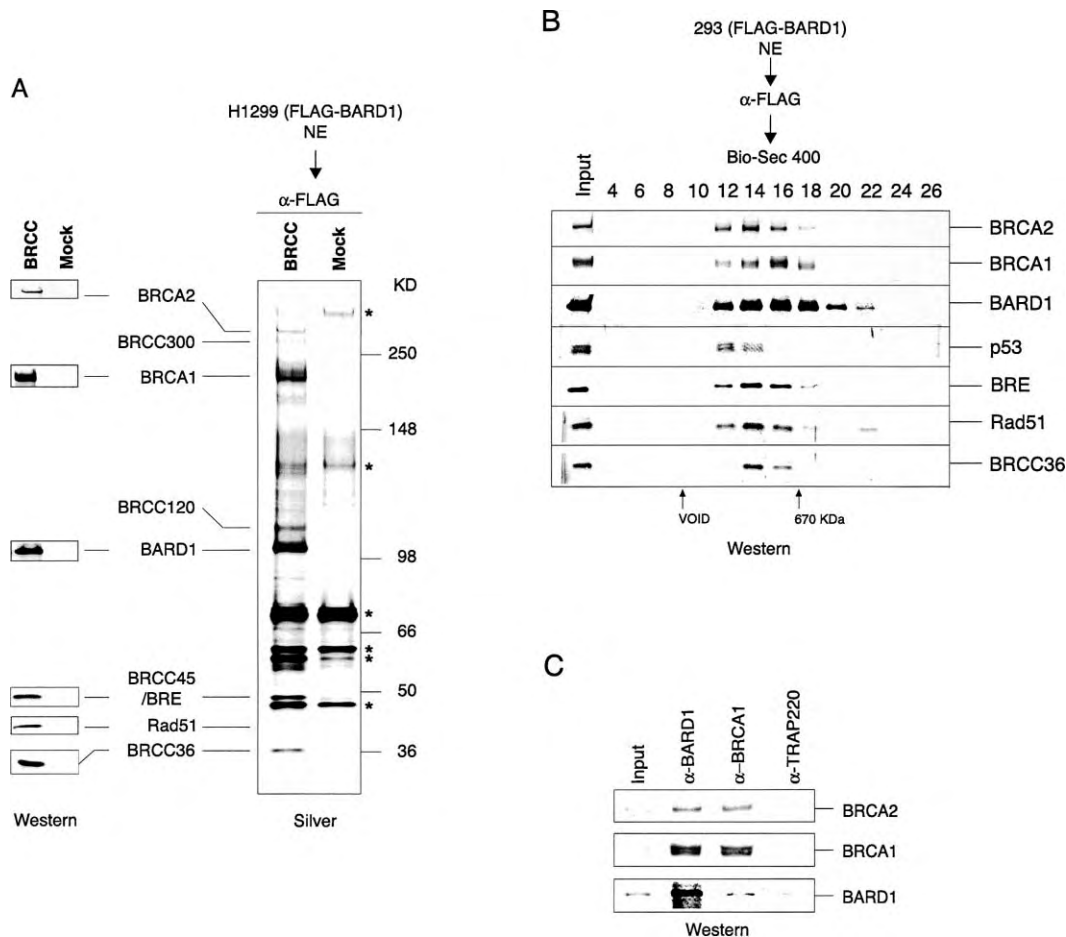 A
H1299 (FLAG-BARD1)
NE
α-FLAG
BRCC
Mock
BRCC
Mock
KD
BRCA2
*
BRCC300
250
BRCA1
148
*
BRCC120
BARD1
98
*
66
*
*
BRCC45
/BRE
50
*
Rad51
BRCC36
36
Western
Silver
B
293 (FLAG-BARD1)
NE
α-FLAG
Bio-Sec 400
Input 4 6 8 10 12 14 16 18 20 22 24 26
BRCA2
BRCA1
BARD1
p53
BRE
Rad51
BRCC36
VOID
670 KDa
Western
C
Input
α-BARD1
α-BRCA1
α-TRAP220
BRCA2
BRCA1
BARD1
Western